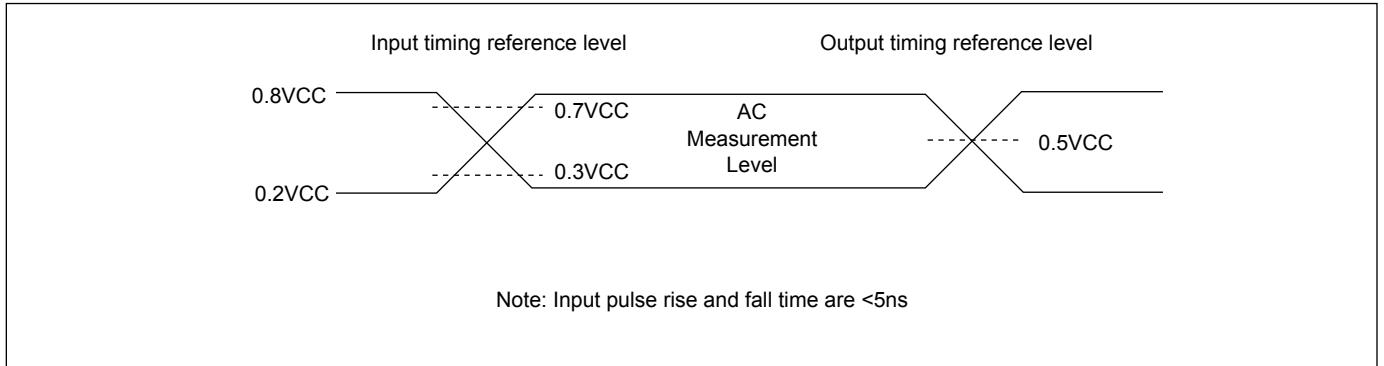 Input timing reference level
Output timing reference level
0.8VCC
0.7VCC
AC
Measurement
Level
0.5VCC
0.3VCC
0.2VCC
Note: Input pulse rise and fall time are <5ns